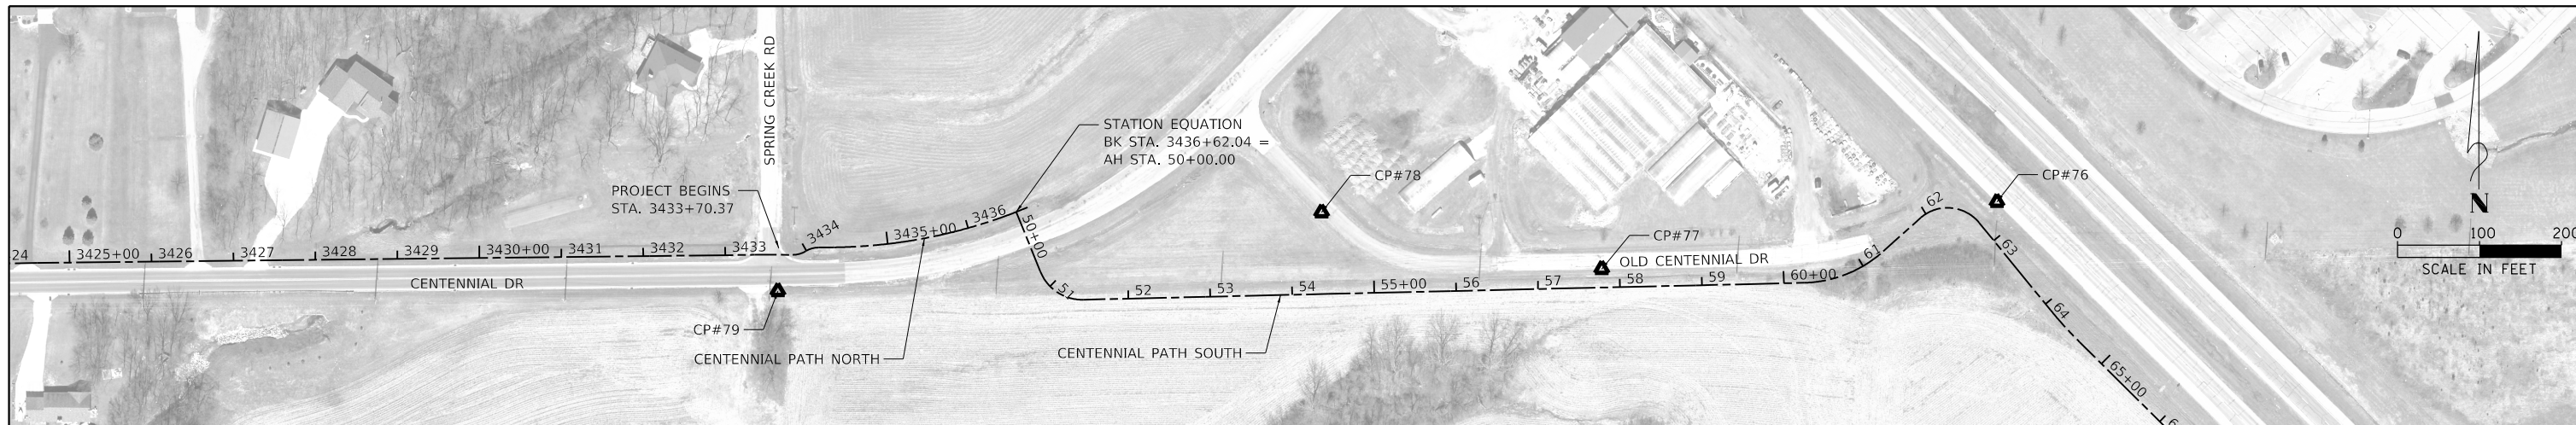 SPRING CREEK RD
STATION EQUATION
BK STA. 3436+62.04 =
AH STA. 50+00.00
PROJECT BEGINS
STA. 3433+70.37
CP#78
CP#76
N
0 100 200
SCALE IN FEET
24 3425+00 3426 3427 3428 3429 3430+00 3431 3432 3433 3434 3435+00 3436
50+00 51 52 53 54 55+00 56 57 58 59 60+00 61 62 63 64 65+00
CP#77
OLD CENTENNIAL DR
CENTENNIAL DR
CP#79
CENTENNIAL PATH NORTH
CENTENNIAL PATH SOUTH